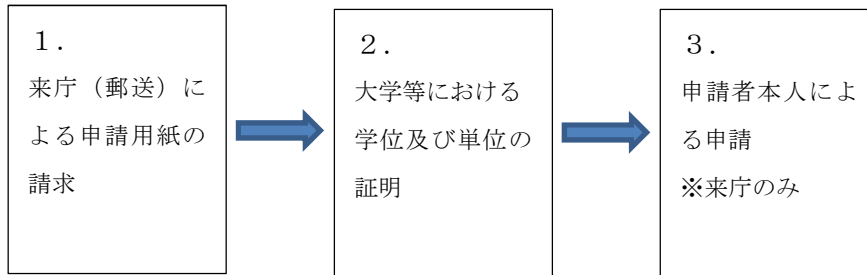 １．
来庁（郵送）に
よる申請用紙の
請求
２．
大学等における
学位及び単位の
証明
３．
申請者本人によ
る申請
※来庁のみ